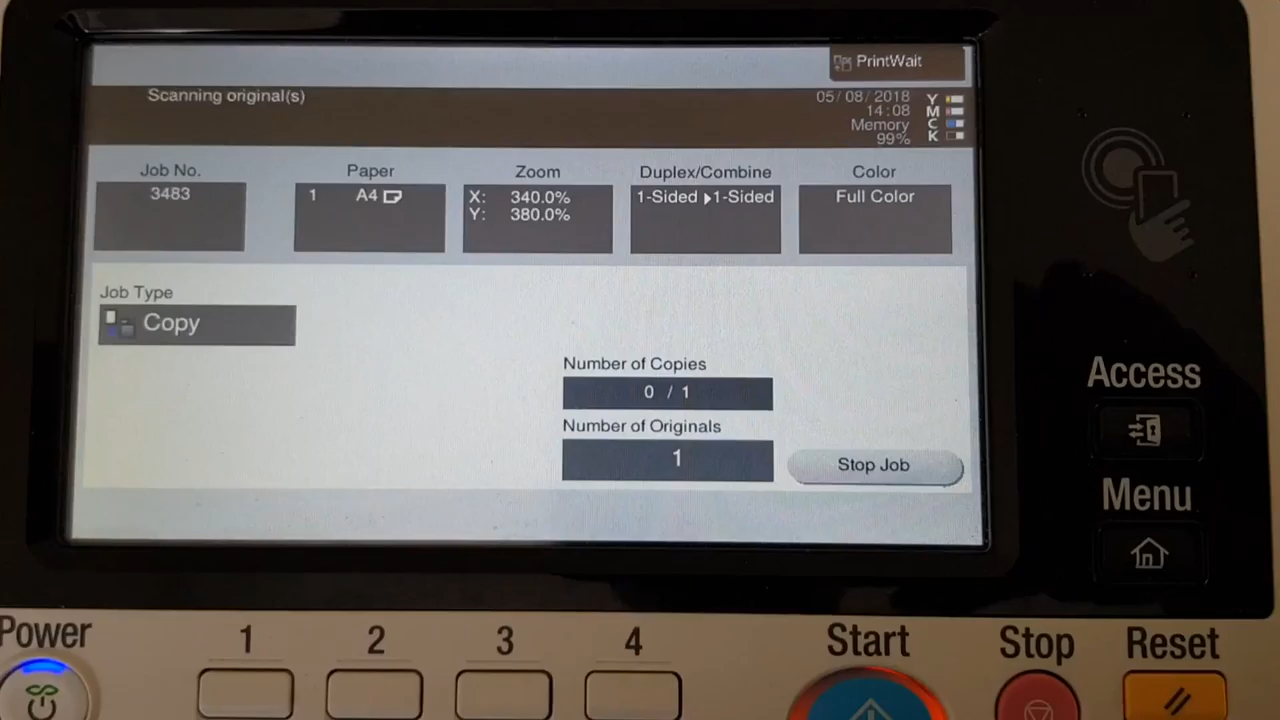 PrintWait
Scanning original(s)
05/08/2018
14:08
Memory
99%
Y
M
C
K
Job No.
3483
Paper
1 A4
Zoom
X: 340.0%
Y: 380.0%
Duplex/Combine
1-Sided ▶1-Sided
Color
Full Color
Job Type
Copy
Number of Copies
0 / 1
Number of Originals
1
Stop Job
Access
Menu
Power
1
2
3
4
Start
Stop
Reset